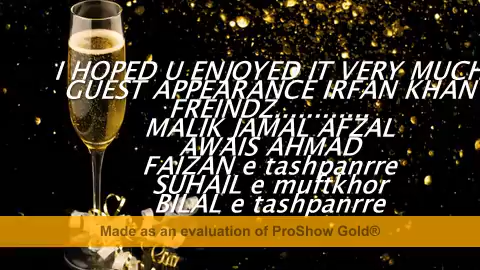 I HOPED U ENJOYED IT VERY MUCH
GUEST APPEARANCE IRFAN KHAN
FREINDZ............
MALIK JAMAL AFZAL
AWAIS AHMAD
FAIZAN e tashpanrre
SUHAIL e muftkhor
BILAL e tashpanrre
Made as an evaluation of ProShow Gold®